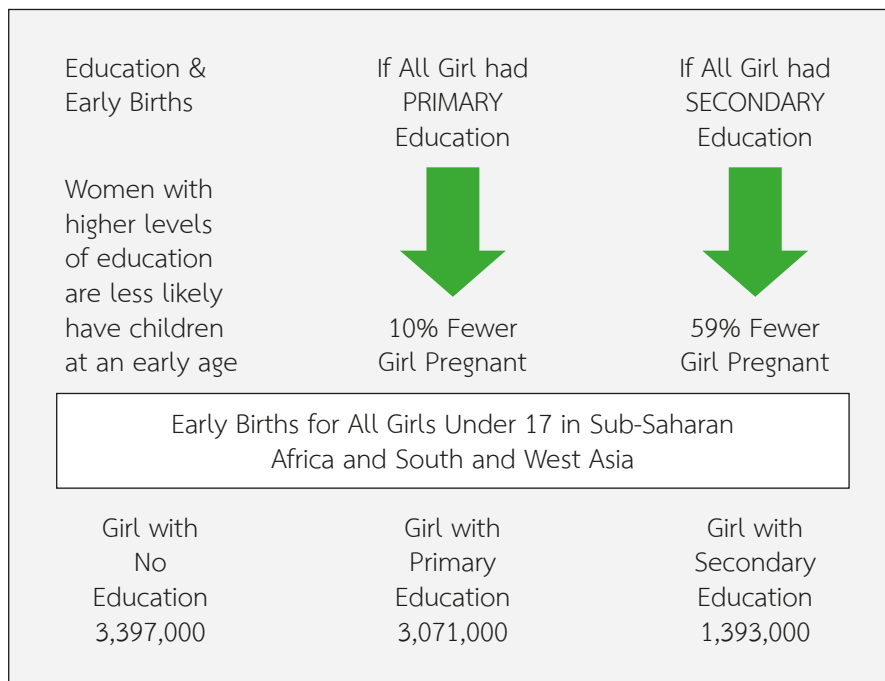 Education &
Early Births
Women with
higher levels
of education
are less likely
have children
at an early age
If All Girl had
PRIMARY
Education
10% Fewer
Girl Pregnant
If All Girl had
SECONDARY
Education
59% Fewer
Girl Pregnant
Early Births for All Girls Under 17 in Sub-Saharan
Africa and South and West Asia
Girl with
No
Education
3,397,000
Girl with
Primary
Education
3,071,000
Girl with
Secondary
Education
1,393,000